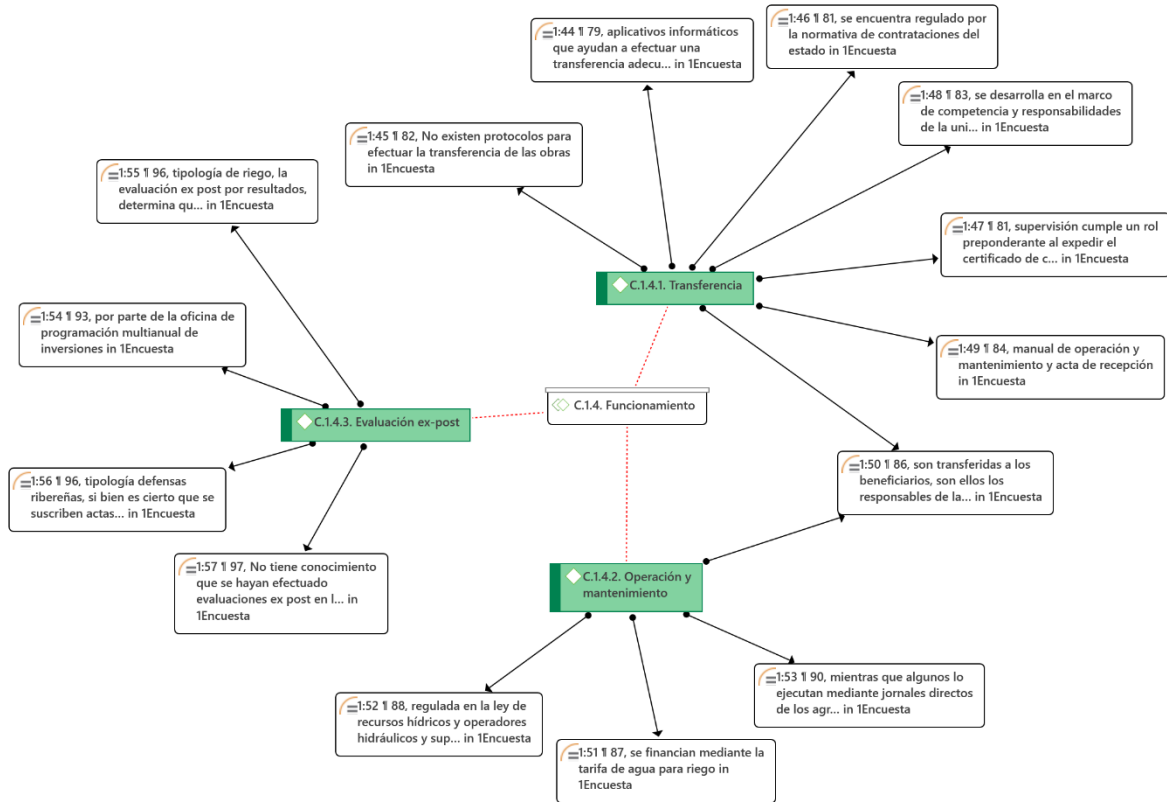 1:44 ¶ 79, aplicativos informáticos
que ayudan a efectuar una
transferencia adecu... in 1Encuesta
1:46 ¶ 81, se encuentra regulado por
la normativa de contrataciones del
estado in 1Encuesta
1:48 ¶ 83, se desarrolla en el marco
de competencia y responsabilidades
de la uni... in 1Encuesta
1:45 ¶ 82, No existen protocolos para
efectuar la transferencia de las obras
in 1Encuesta
1:55 ¶ 96, tipología de riego, la
evaluación ex post por resultados,
determina qu... in 1Encuesta
1:47 ¶ 81, supervisión cumple un rol
preponderante al expedir el
certificado de c... in 1Encuesta
C.1.4.1. Transferencia
1:54 ¶ 93, por parte de la oficina de
programación multianual de
inversiones in 1Encuesta
1:49 ¶ 84, manual de operación y
mantenimiento y acta de recepción
in 1Encuesta
C.1.4. Funcionamiento
C.1.4.3. Evaluación ex-post
1:50 ¶ 86, son transferidas a los
beneficiarios, son ellos los
responsables de la... in 1Encuesta
1:56 ¶ 96, tipología defensas
ribereñas, si bien es cierto que se
suscriben actas... in 1Encuesta
1:57 ¶ 97, No tiene conocimiento
que se hayan efectuado
evaluaciones ex post en l... in
1Encuesta
C.1.4.2. Operación y
mantenimiento
1:53 ¶ 90, mientras que algunos lo
ejecutan mediante jornales directos
de los agr... in 1Encuesta
1:52 ¶ 88, regulada en la ley de
recursos hídricos y operadores
hidráulicos y sup... in 1Encuesta
1:51 ¶ 87, se financian mediante la
tarifa de agua para riego in
1Encuesta